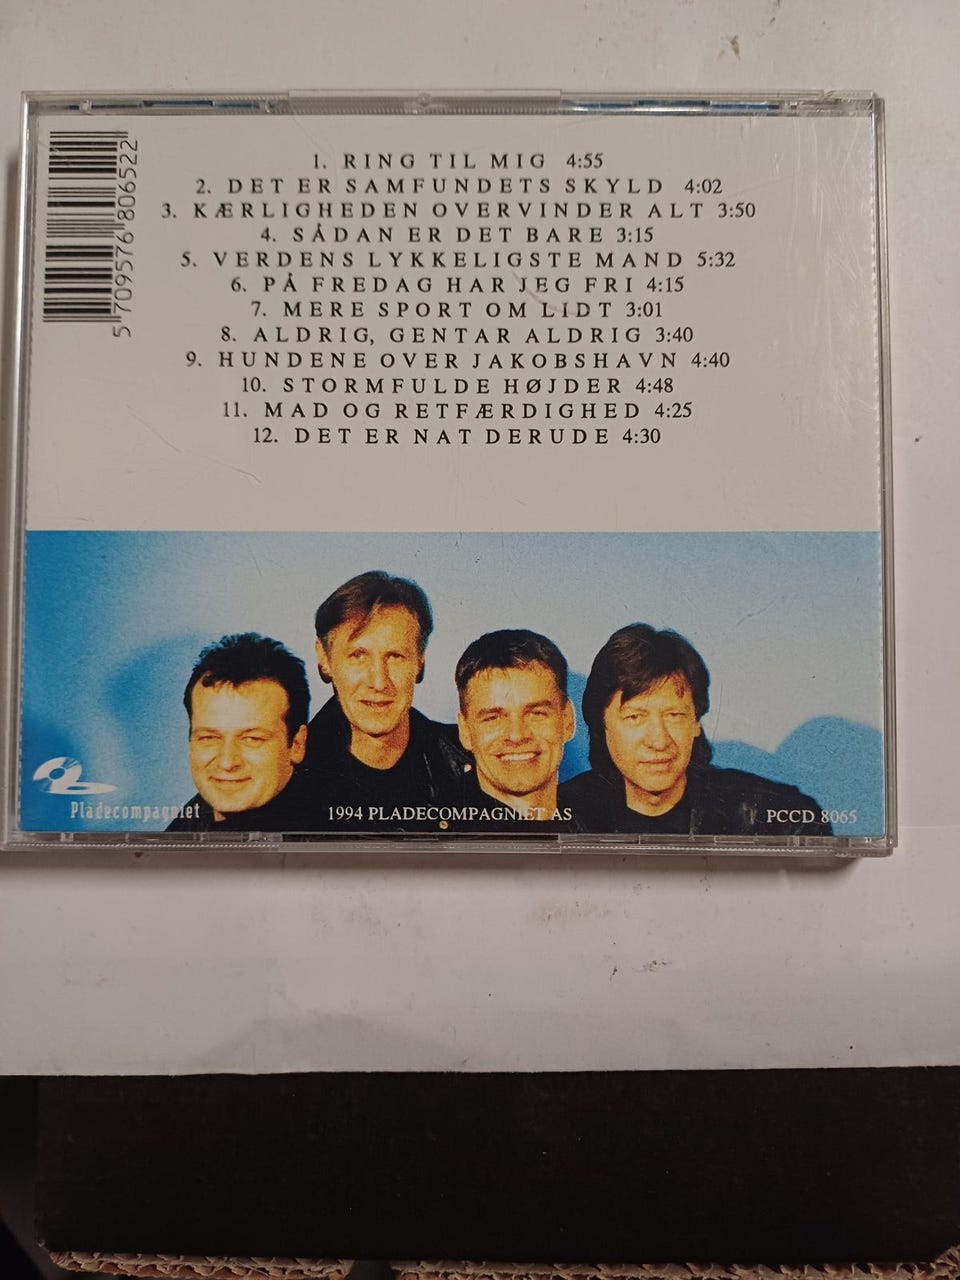 1. RING TIL MIG 4:55
2. DET ER SAMFUNDETS SKYLD 4:02
3. KÆRLIGHEDEN OVERVINDER ALT 3:50
4. SÅDAN ER DET BARE 3:15
5. VERDENS LYKKELIGSTE MAND 5:32
6. PÅ FREDAG HAR JEG FRI 4:15
7. MERE SPORT OM LIDT 3:01
8. ALDRIG, GENTAR ALDRIG 3:40
9. HUNDENE OVER JAKOBSHAVN 4:40
10. STORMFULDE HØJDER 4:48
11. MAD OG RETFÆRDIGHED 4:25
12. DET ER NAT DERUDE 4:30
5 709576 806522
Pladecompagniet
1994 PLADECOMPAGNIET AS
PCCD 8065